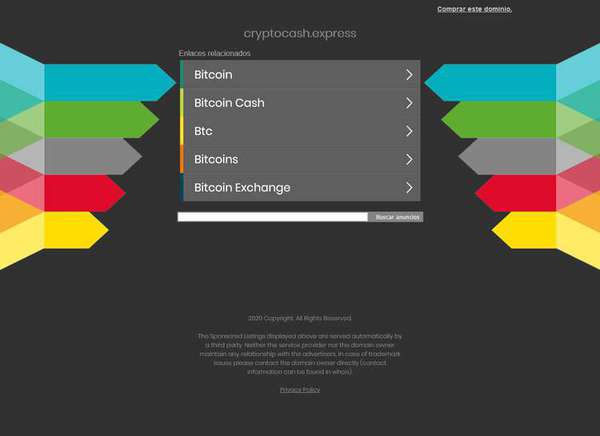 Comprar este dominio.
cryptocash.express
Enlaces relacionados
Bitcoin
Bitcoin Cash
Btc
Bitcoins
Bitcoin Exchange
Buscar anuncios
2020 Copyright. All Rights Reserved.
The Sponsored Listings displayed above are served automatically by
a third party. Neither the service provider nor the domain owner
maintain any relationship with the advertisers. In case of trademark
issues please contact the domain owner directly (contact
information can be found in whois).
Privacy Policy